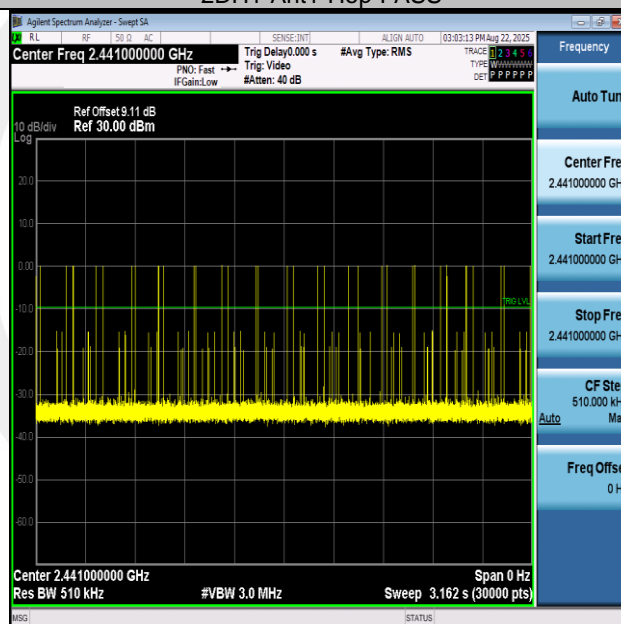 Agilent Spectrum Analyzer - Swept SA
RL RF 50 Ω AC SENSE:INT ALIGN AUTO 03:03:13 PM Aug 22, 2025
Center Freq 2.441000000 GHz
PNO: Fast
IFGain:Low
Trig Delay0.000 s
Trig: Video
#Atten: 40 dB
#Avg Type: RMS
TRACE 1 2 3 4 5 6
TYPE W
DET P P P P P P
Ref Offset 9.11 dB
10 dB/div Ref 30.00 dBm
Log
20.0
10.0
0.00
-10.0
TRIG LVL
-20.0
-30.0
-40.0
-50.0
-60.0
Center 2.441000000 GHz Span 0 Hz
Res BW 510 kHz #VBW 3.0 MHz Sweep 3.162 s (30000 pts)
MSG STATUS
Frequency
Auto Tun
Center Fre
2.441000000 GH
Start Fre
2.441000000 GH
Stop Fre
2.441000000 GH
CF Ste
510.000 kH
Auto Ma
Freq Offse
0 H